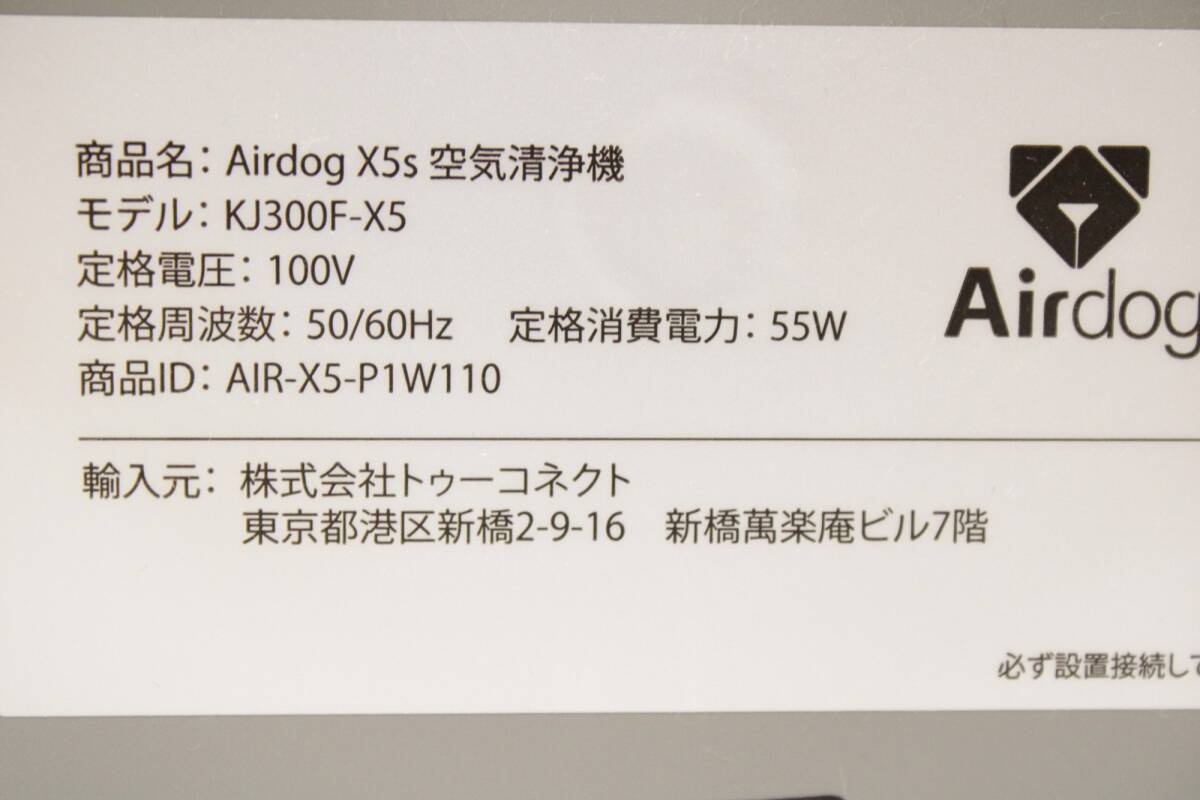 商品名: Airdog X5s 空気清浄機
モデル: KJ300F-X5
定格電圧: 100V
定格周波数: 50/60Hz 定格消費電力: 55W
商品ID: AIR-X5-P1W110
Airdog
輸入元: 株式会社トゥーコネクト
東京都港区新橋2-9-16 新橋萬楽庵ビル7階
必ず設置接続して